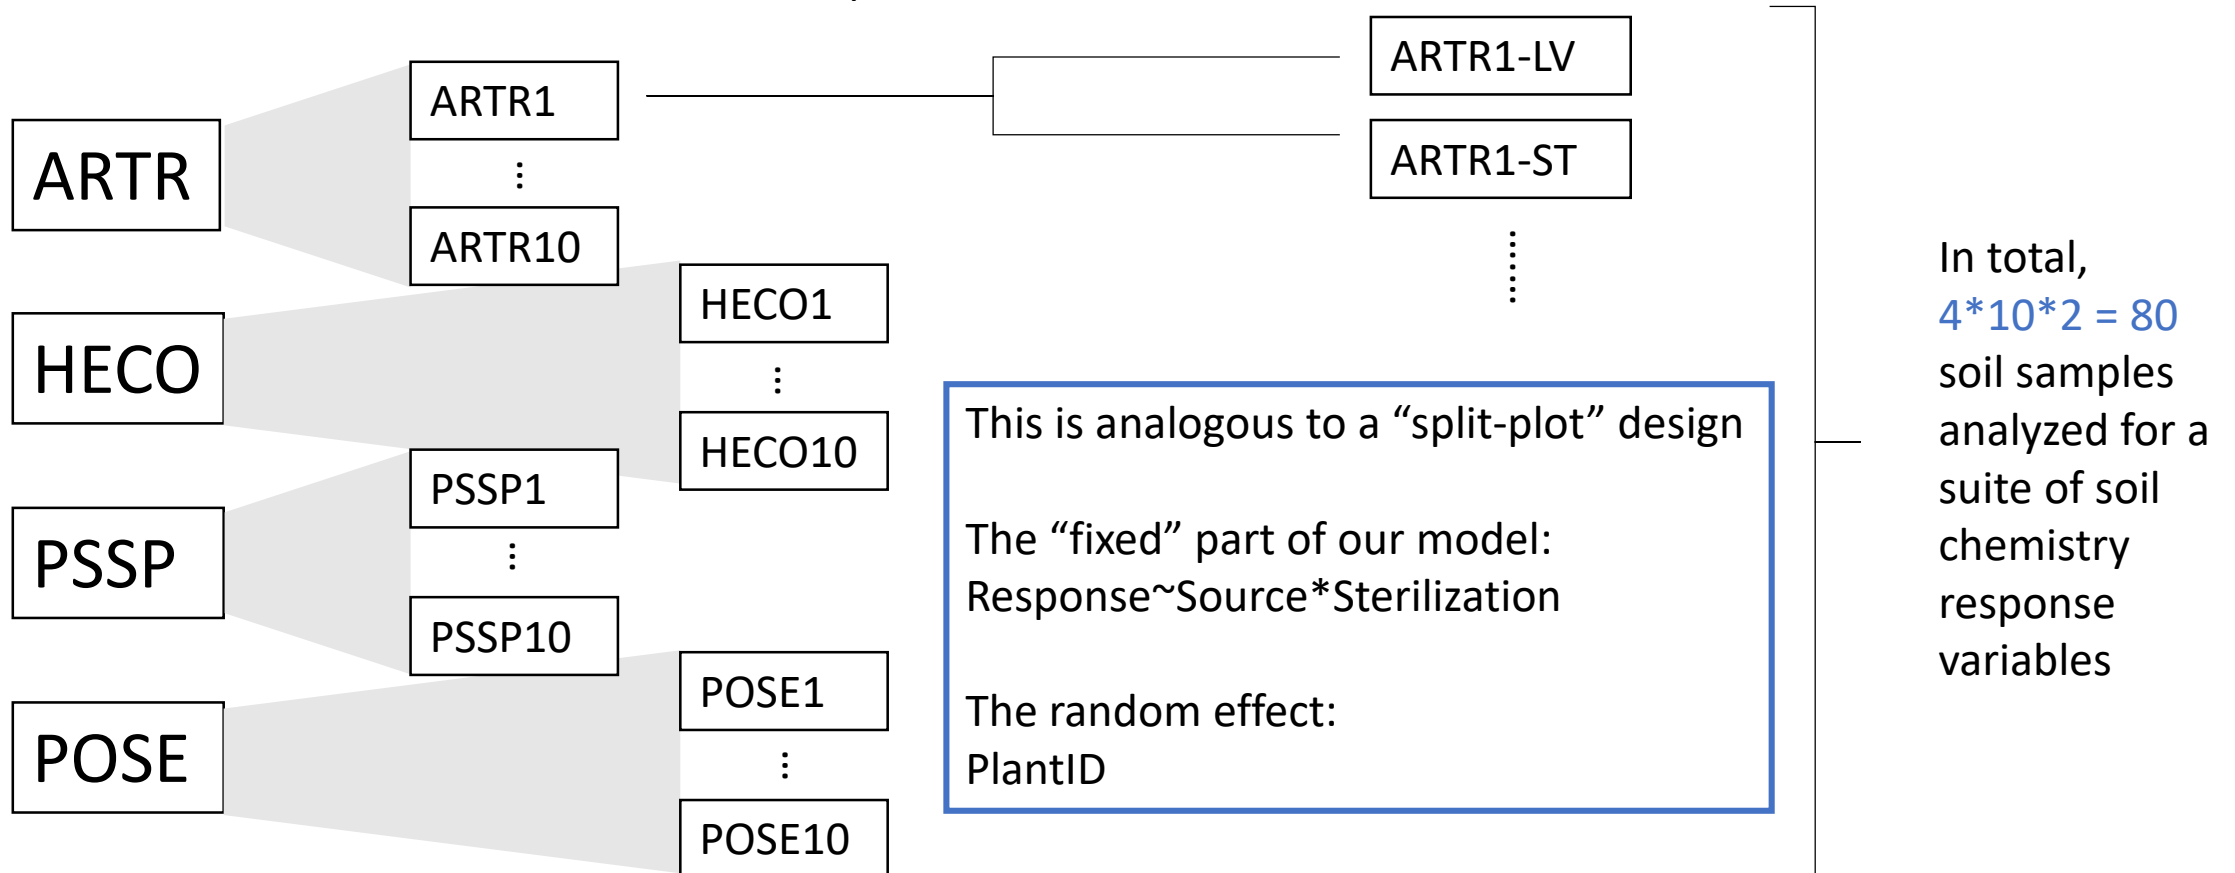 ARTR
HECO
PSSP
POSE
ARTR1
⋮
ARTR10
HECO1
⋮
HECO10
PSSP1
⋮
PSSP10
POSE1
⋮
POSE10
ARTR1-LV
ARTR1-ST
This is analogous to a “split-plot” design
The “fixed” part of our model:
Response~Source*Sterilization
The random effect:
PlantID
In total,
4*10*2 = 80
soil samples
analyzed for a
suite of soil
chemistry
response
variables